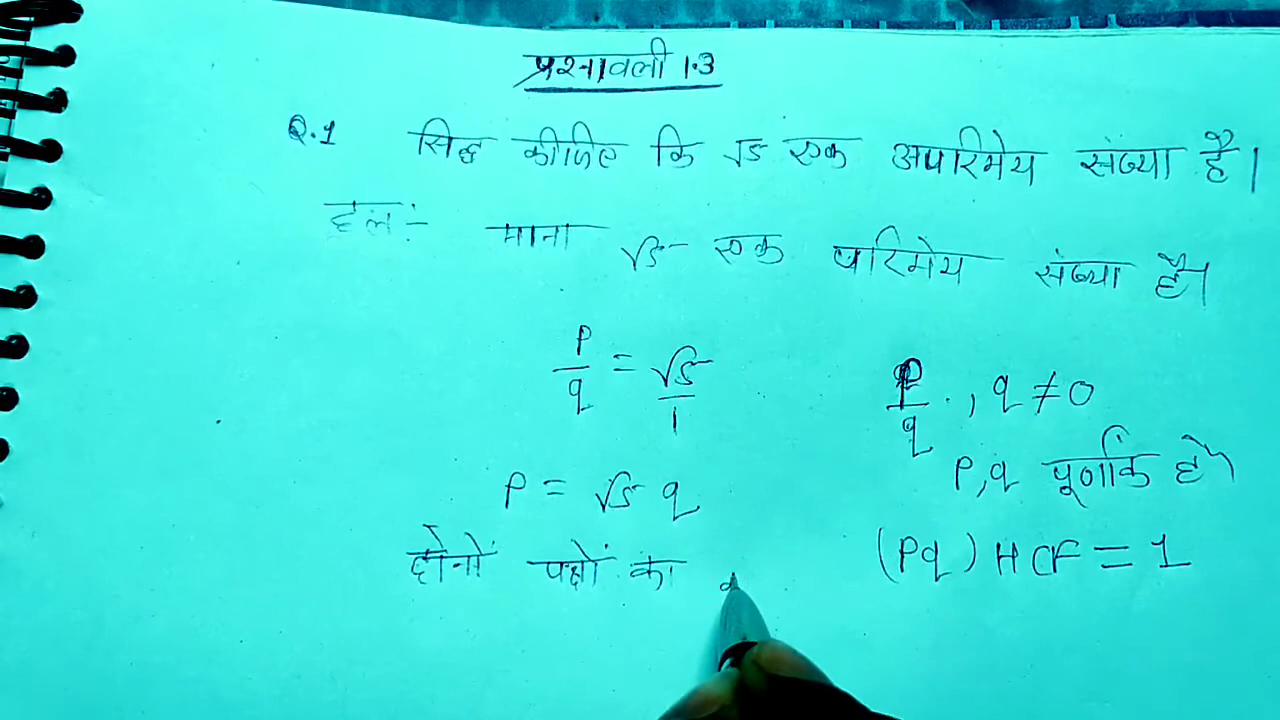 प्रश्नावली 1.3
Q.1 सिद्ध कीजिए कि √5 एक अपरिमेय संख्या है।
हल:- माना √5 एक परिमेय संख्या है।
p/q = √5/1
p/q , q ≠ 0
P,q पूर्णांक है
P = √5 q
(Pq) HCF = 1
दोनों पक्षों का